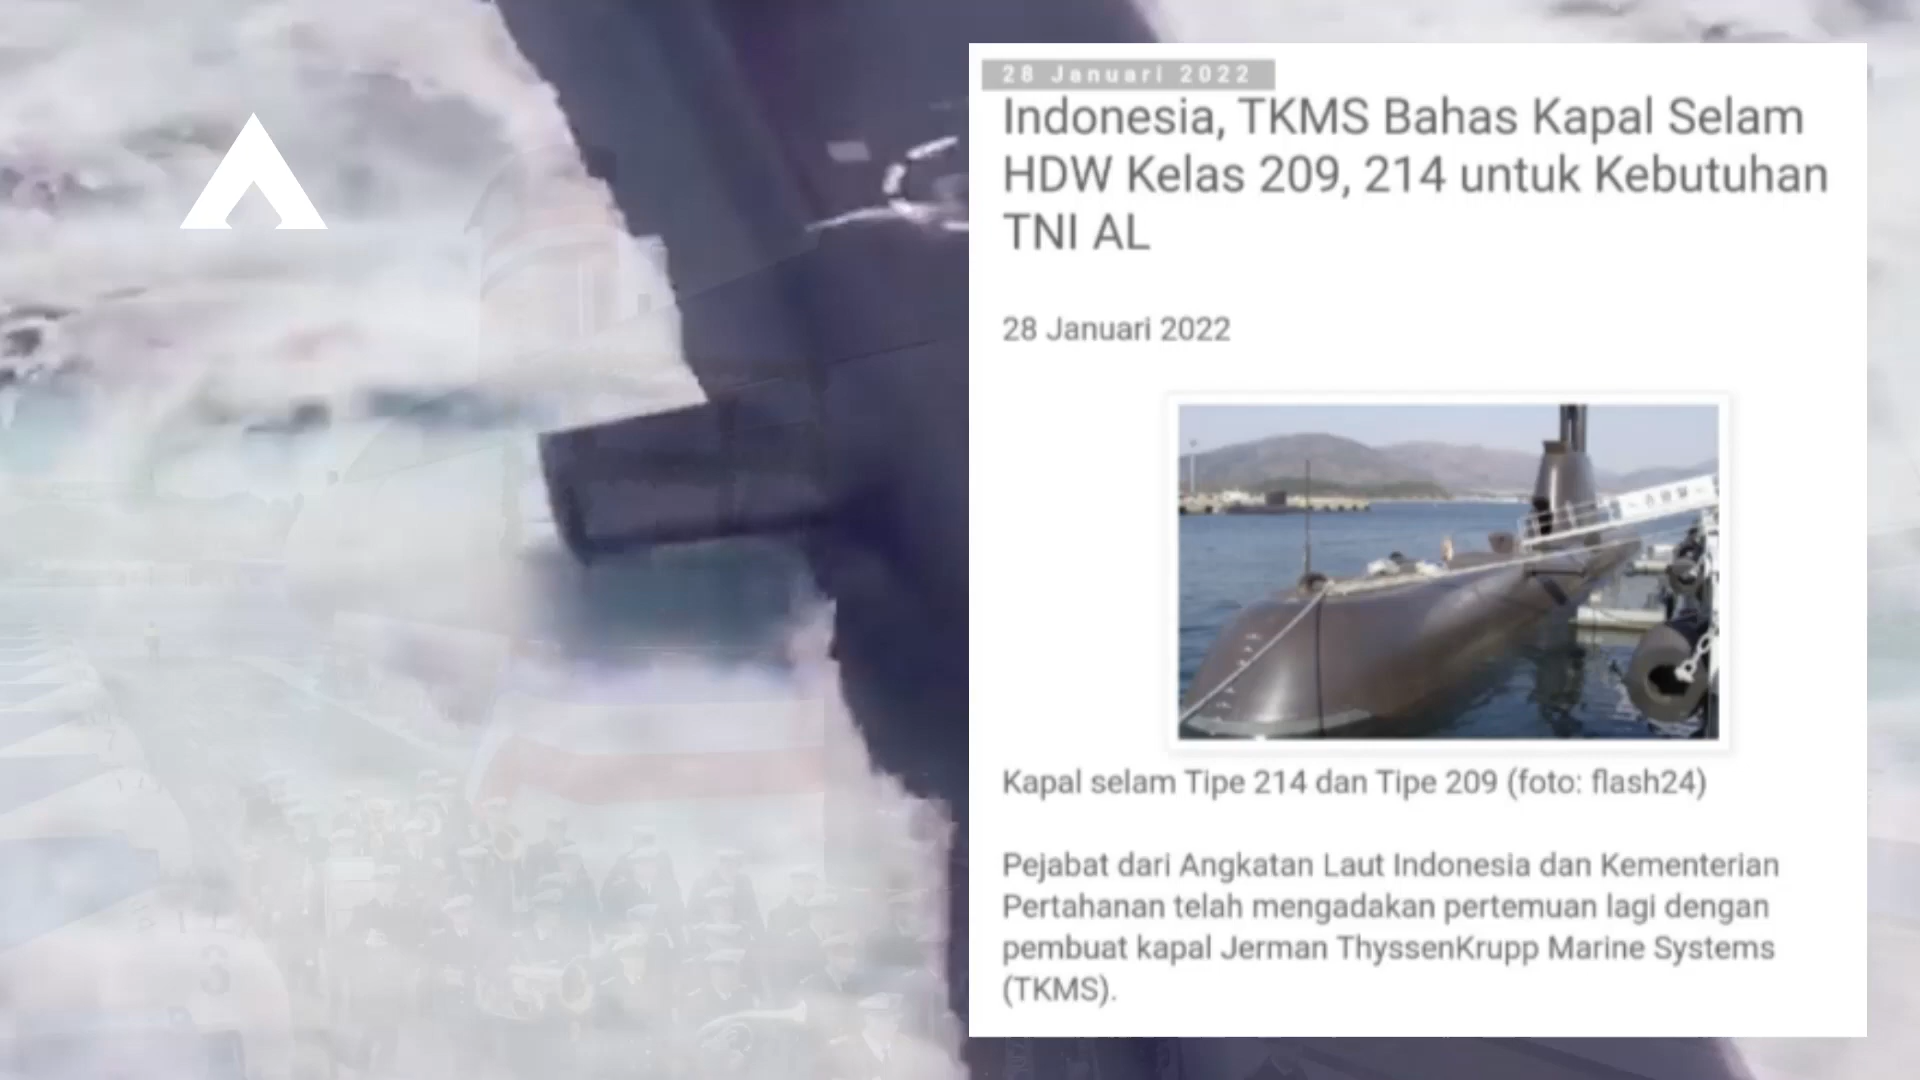 28 Januari 2022
Indonesia, TKMS Bahas Kapal Selam
HDW Kelas 209, 214 untuk Kebutuhan
TNI AL
28 Januari 2022
Kapal selam Tipe 214 dan Tipe 209 (foto: flash24)
Pejabat dari Angkatan Laut Indonesia dan Kementerian
Pertahanan telah mengadakan pertemuan lagi dengan
pembuat kapal Jerman ThyssenKrupp Marine Systems
(TKMS).
3